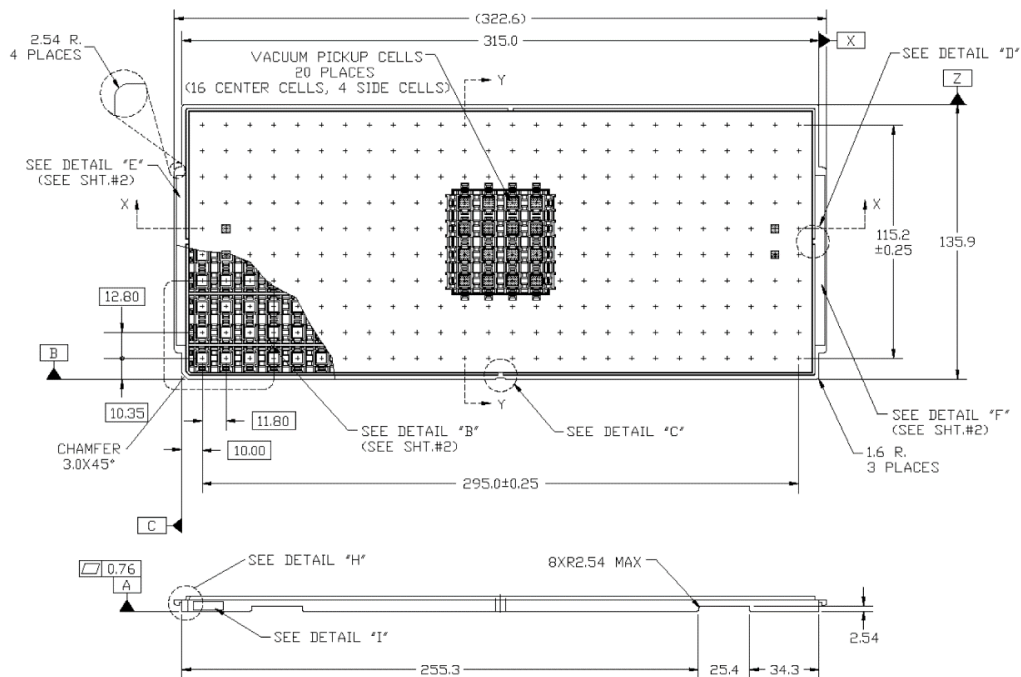 (322.6)
315.0
X
2.54 R.
4 PLACES
VACUUM PICKUP CELLS
20 PLACES
(16 CENTER CELLS, 4 SIDE CELLS)
Y
SEE DETAIL "D"
Z
SEE DETAIL "E"
(SEE SHT.#2)
X
X
115.2
±0.25
135.9
12.80
B
10.35
11.80
10.00
CHAMFER
3.0X45°
SEE DETAIL "B"
(SEE SHT.#2)
Y
SEE DETAIL "C"
SEE DETAIL "F"
(SEE SHT.#2)
1.6 R.
3 PLACES
295.0±0.25
C
SEE DETAIL "H"
8XR2.54 MAX
0.76
A
SEE DETAIL "I"
2.54
255.3
25.4
34.3